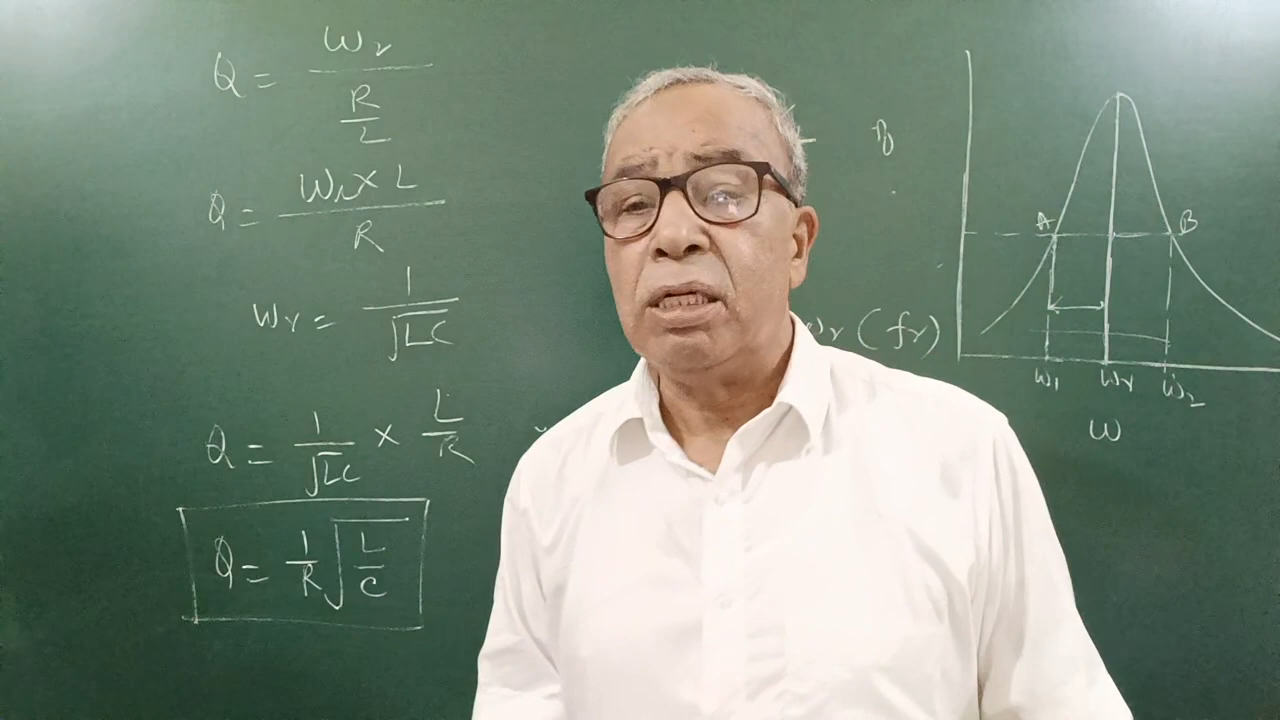 Q = ωr / (R/L)
Q = ωr × L / R
ωr = 1 / √LC
Q = 1/√LC × L/R
Q = 1/R √(L/C)
ωr (fr)
A B
ω1 ωr ω2
ω